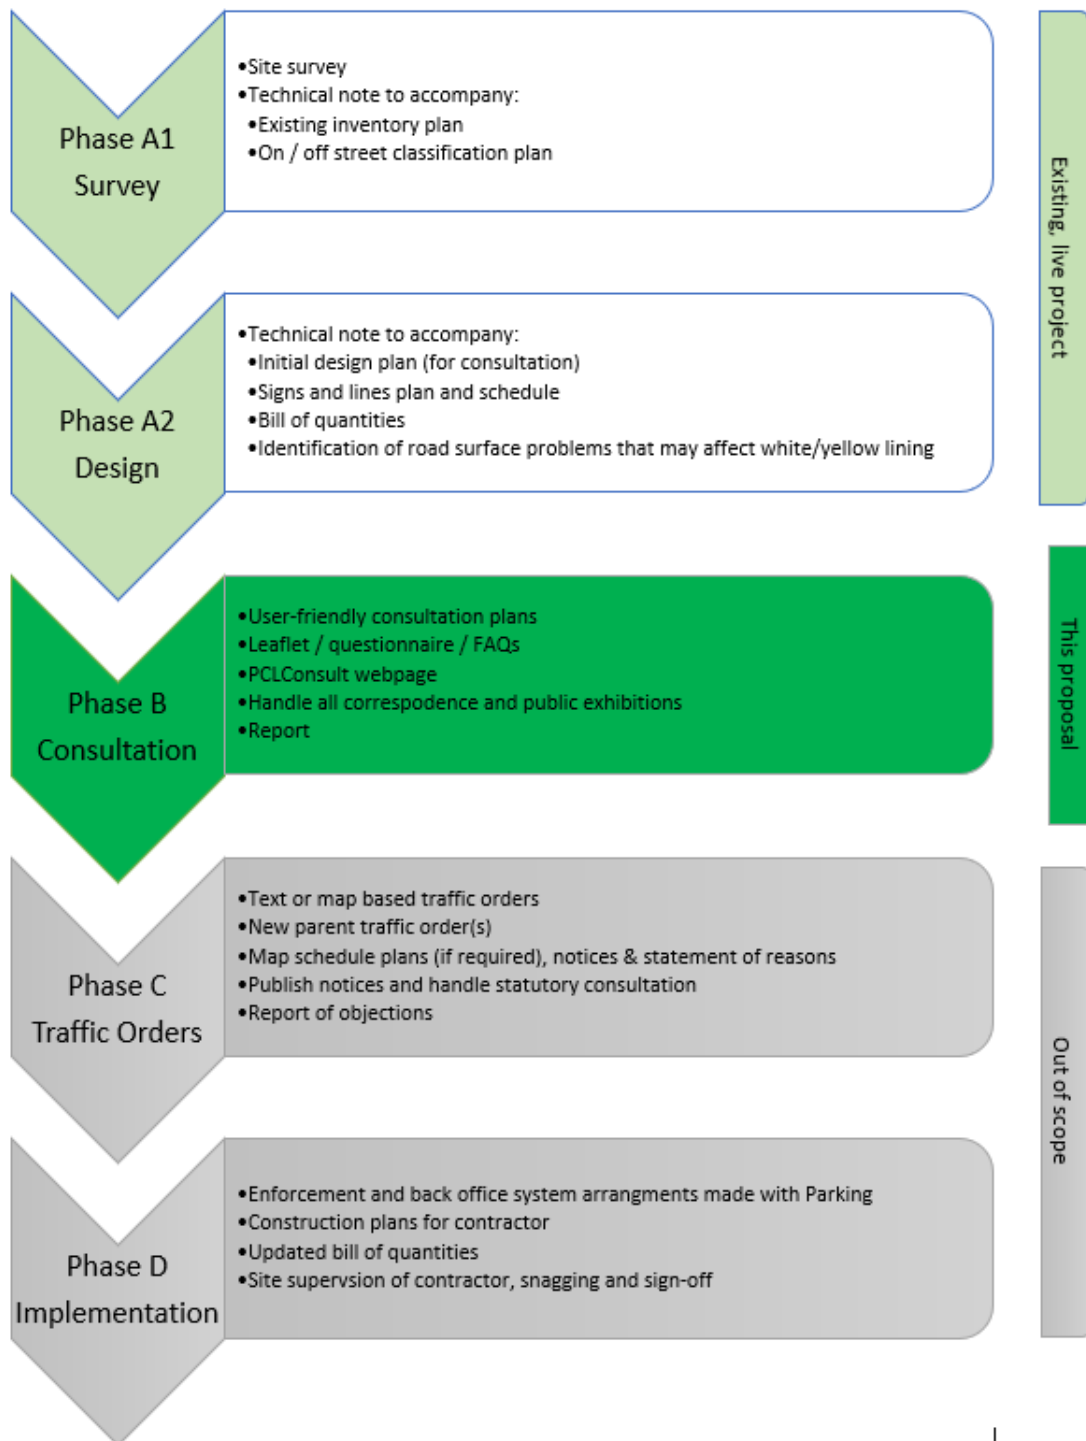 Phase A1
Survey
•Site survey
•Technical note to accompany:
•Existing inventory plan
•On / off street classification plan
Existing, live project
Phase A2
Design
•Technical note to accompany:
•Initial design plan (for consultation)
•Signs and lines plan and schedule
•Bill of quantities
•Identification of road surface problems that may affect white/yellow lining
Phase B
Consultation
•User-friendly consultation plans
•Leaflet / questionnaire / FAQs
•PCLConsult webpage
•Handle all correspodence and public exhibitions
•Report
This proposal
Phase C
Traffic Orders
•Text or map based traffic orders
•New parent traffic order(s)
•Map schedule plans (if required), notices & statement of reasons
•Publish notices and handle statutory consultation
•Report of objections
Out of scope
Phase D
Implementation
•Enforcement and back office system arrangments made with Parking
•Construction plans for contractor
•Updated bill of quantities
•Site supervsion of contractor, snagging and sign-off